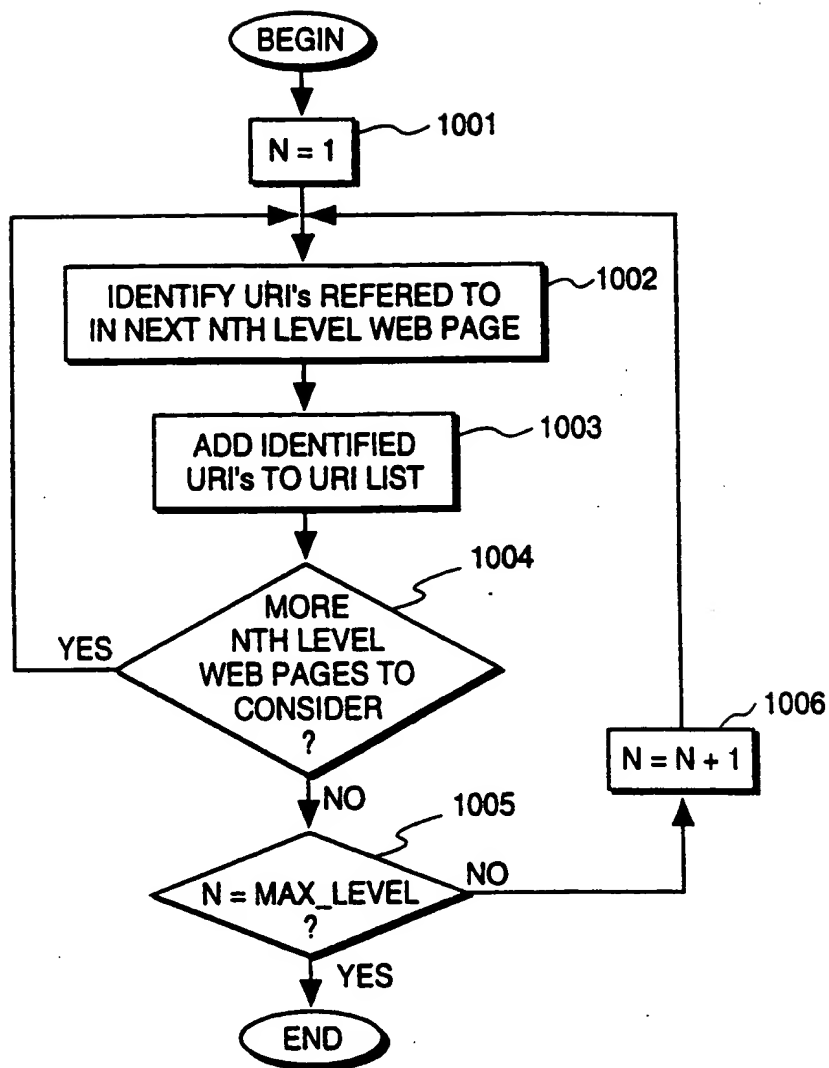 BEGIN
1001
N = 1
1002
IDENTIFY URI's REFERED TO
IN NEXT NTH LEVEL WEB PAGE
1003
ADD IDENTIFIED
URI's TO URI LIST
1004
MORE
NTH LEVEL
WEB PAGES TO
CONSIDER
?
YES
1006
N = N + 1
NO
1005
N = MAX_LEVEL
?
NO
YES
END